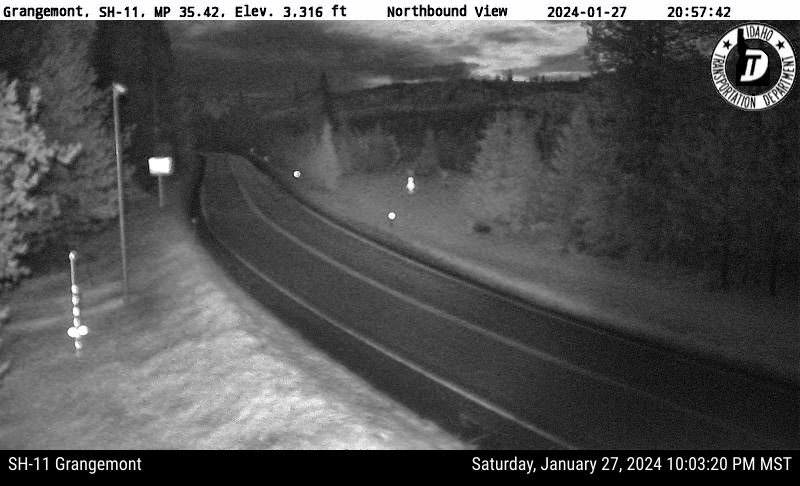 Grangemont, SH-11, MP 35.42, Elev. 3,316 ft Northbound View 2024-01-27 20:57:42
IDAHO
TRANSPORTATION DEPARTMENT
SH-11 Grangemont Saturday, January 27, 2024 10:03:20 PM MST